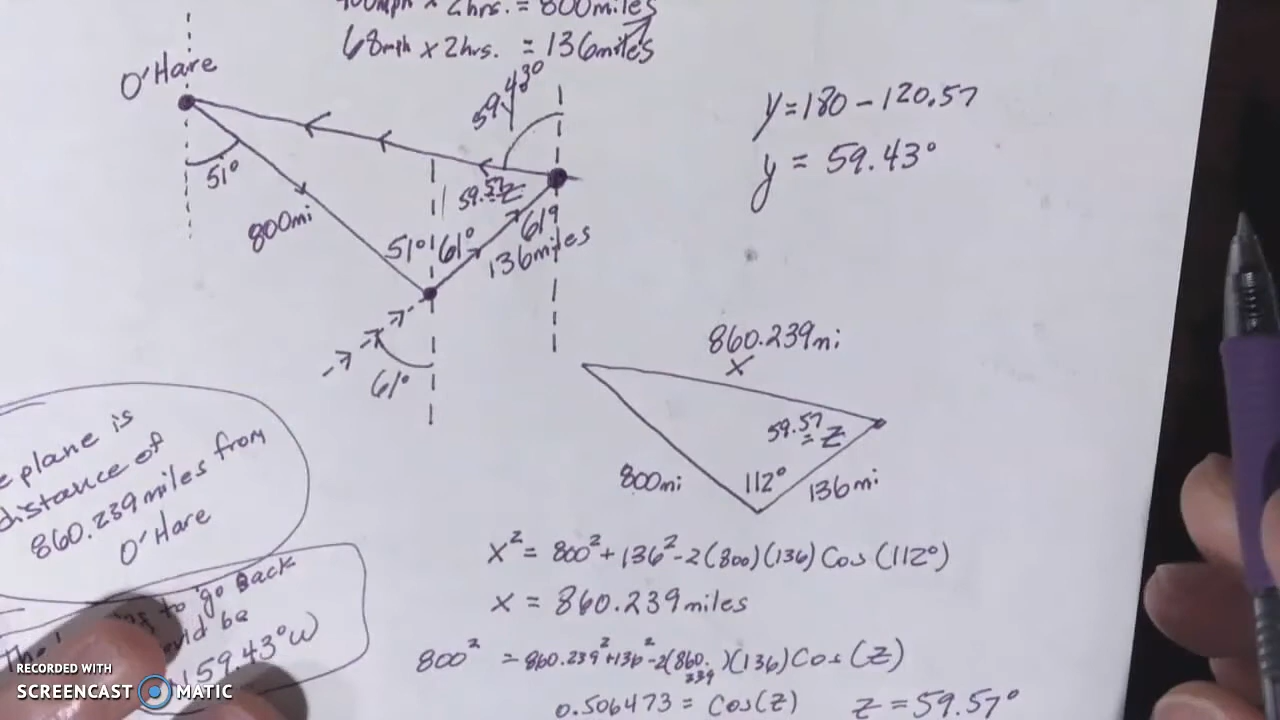 400mph x 2hrs. = 800miles
68mph x 2hrs. = 136miles
O'Hare
51°
800mi
51° 61°
59.57 Z
59.43°
61°
136miles
61°
y = 180 - 120.57
y = 59.43°
860.239mi
x
59.57 Z
800mi
112°
136mi
x² = 800² + 136² - 2(800)(136) Cos(112°)
x = 860.239miles
800² = 860.239² + 136² - 2(860.239)(136) Cos(Z)
0.506473 = Cos(Z) Z = 59.57°
plane is
distance of
860.239 miles from
O'Hare
to go back
be
59.43°W
RECORDED WITH
SCREENCAST MATIC